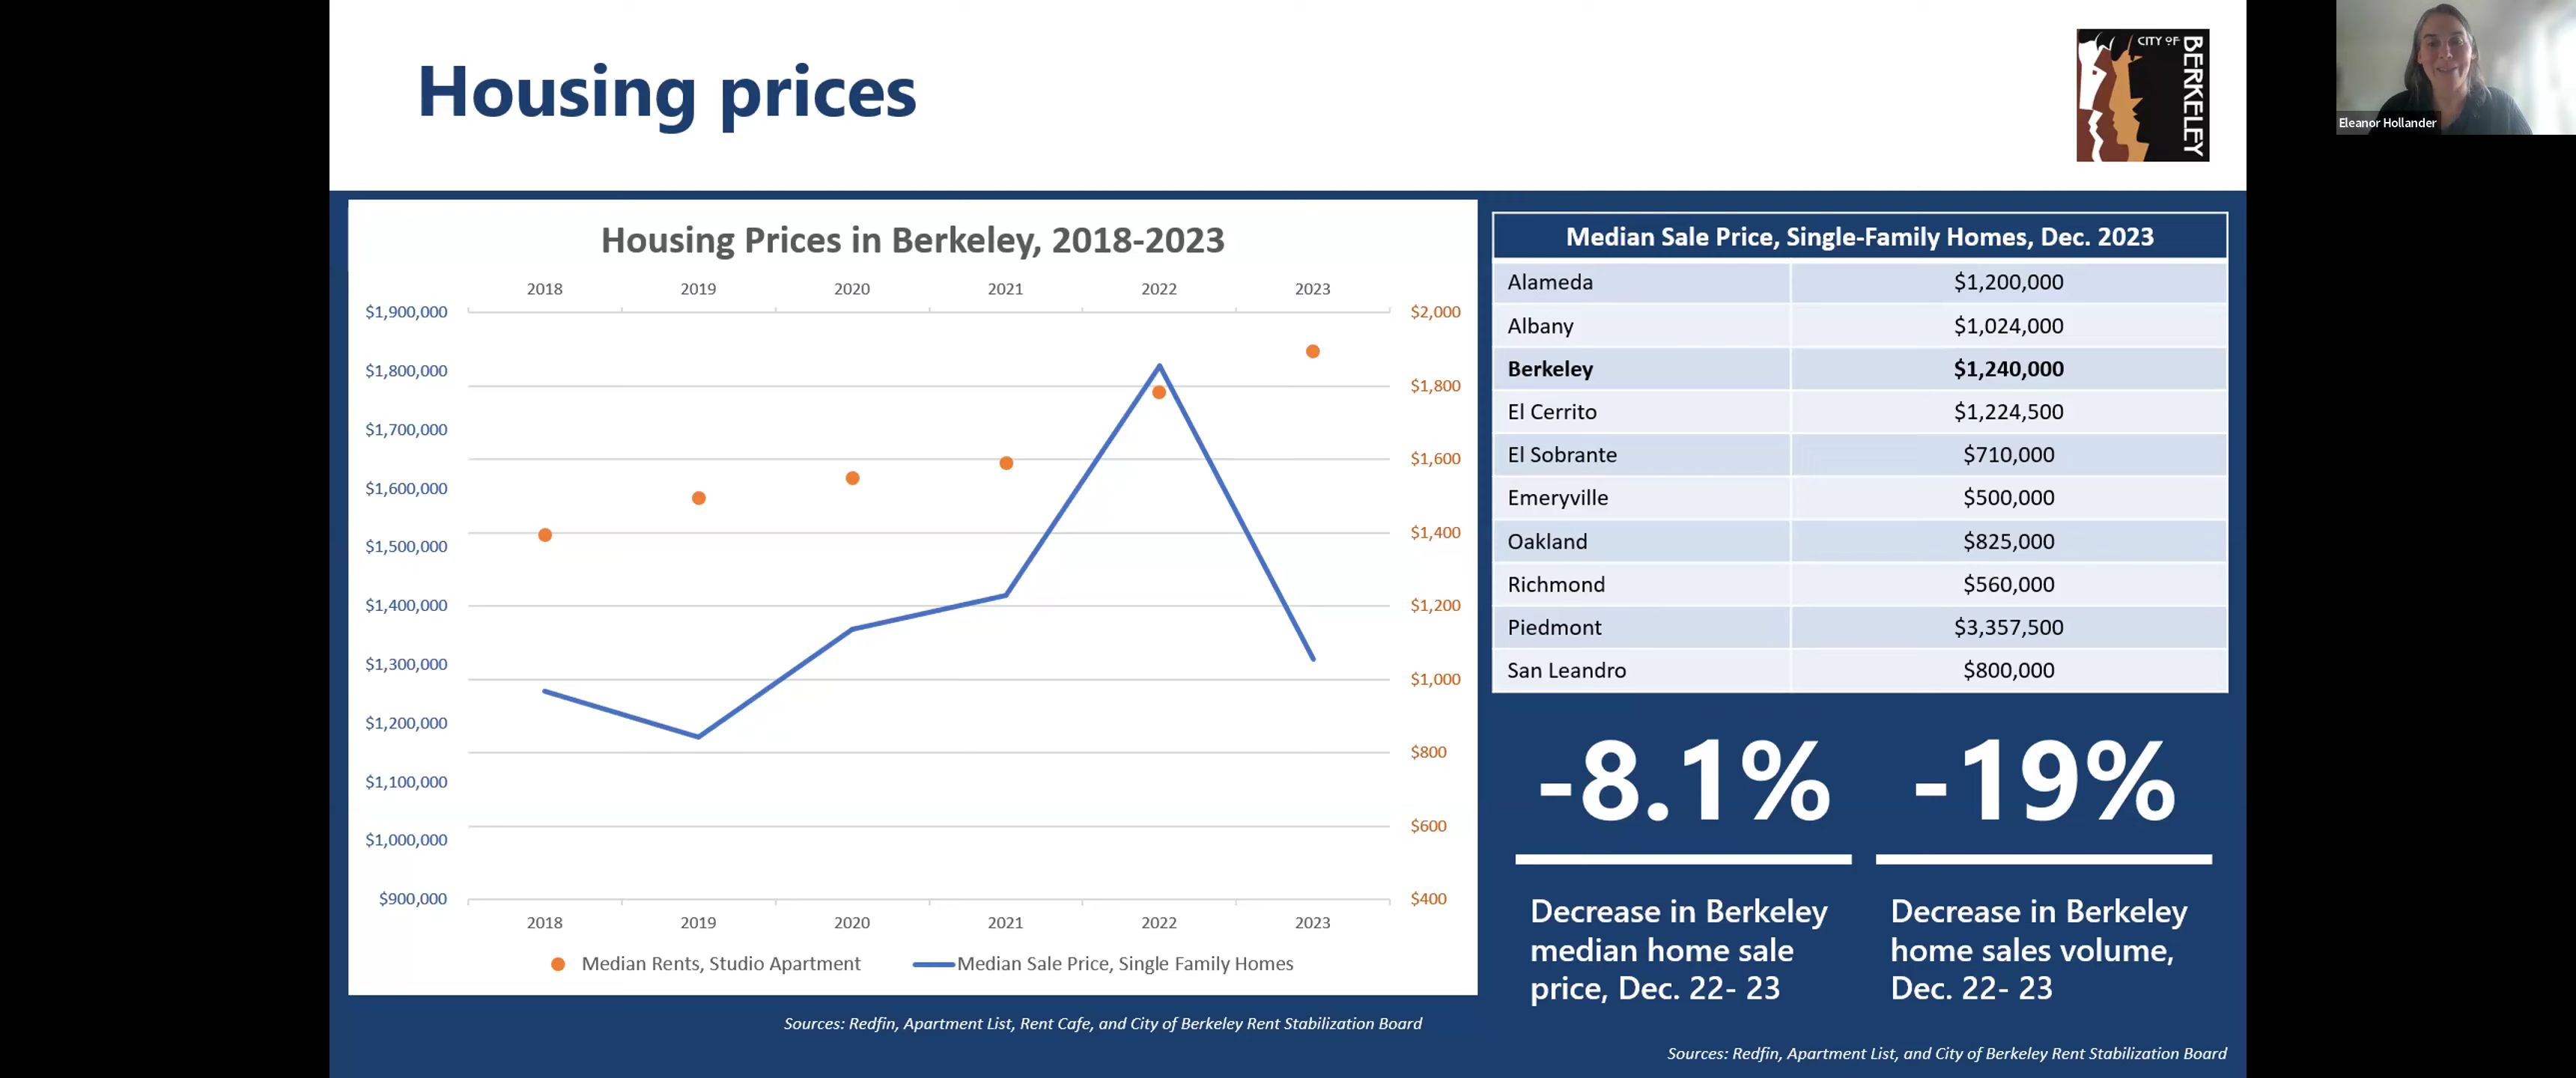 Housing prices
CITY OF
BERKELEY
Eleanor Hollander
Housing Prices in Berkeley, 2018-2023
2018 2019 2020 2021 2022 2023
$1,900,000
$1,800,000
$1,700,000
$1,600,000
$1,500,000
$1,400,000
$1,300,000
$1,200,000
$1,100,000
$1,000,000
$900,000
$2,000
$1,800
$1,600
$1,400
$1,200
$1,000
$800
$600
$400
2018 2019 2020 2021 2022 2023
Median Rents, Studio Apartment Median Sale Price, Single Family Homes
Sources: Redfin, Apartment List, Rent Cafe, and City of Berkeley Rent Stabilization Board
Median Sale Price, Single-Family Homes, Dec. 2023
Alameda $1,200,000
Albany $1,024,000
Berkeley $1,240,000
El Cerrito $1,224,500
El Sobrante $710,000
Emeryville $500,000
Oakland $825,000
Richmond $560,000
Piedmont $3,357,500
San Leandro $800,000
-8.1%
Decrease in Berkeley
median home sale
price, Dec. 22- 23
-19%
Decrease in Berkeley
home sales volume,
Dec. 22- 23
Sources: Redfin, Apartment List, and City of Berkeley Rent Stabilization Board